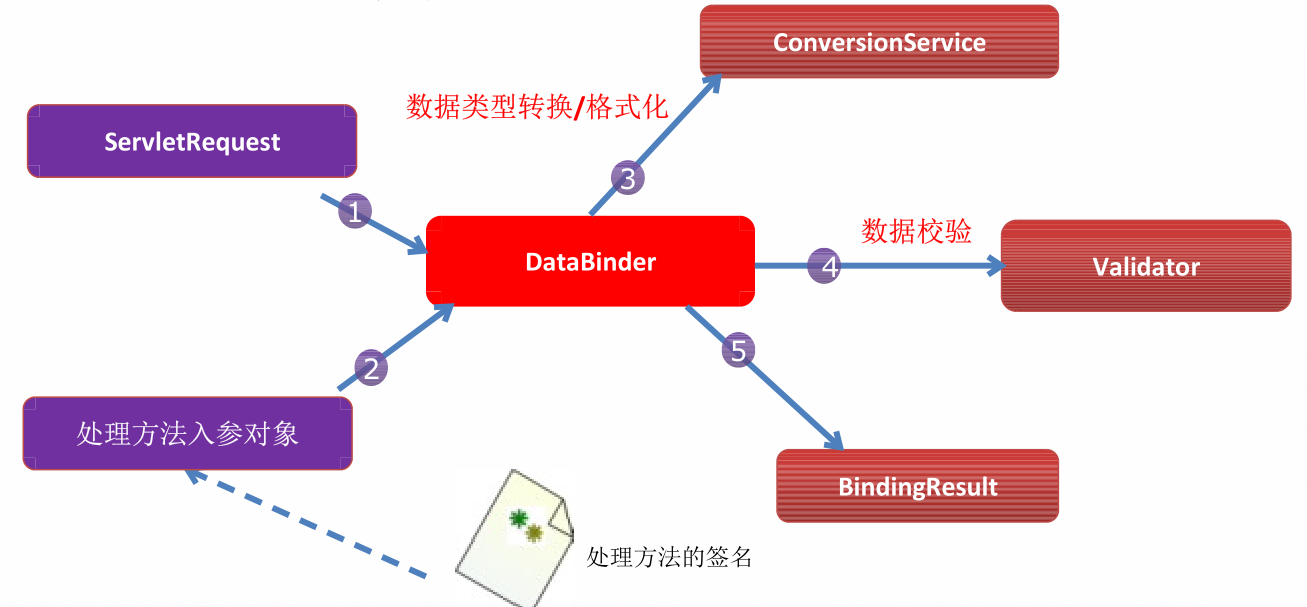 ConversionService
数据类型转换/格式化
ServletRequest
3
1
数据校验
DataBinder
4
Validator
5
2
处理方法入参对象
BindingResult
处理方法的签名